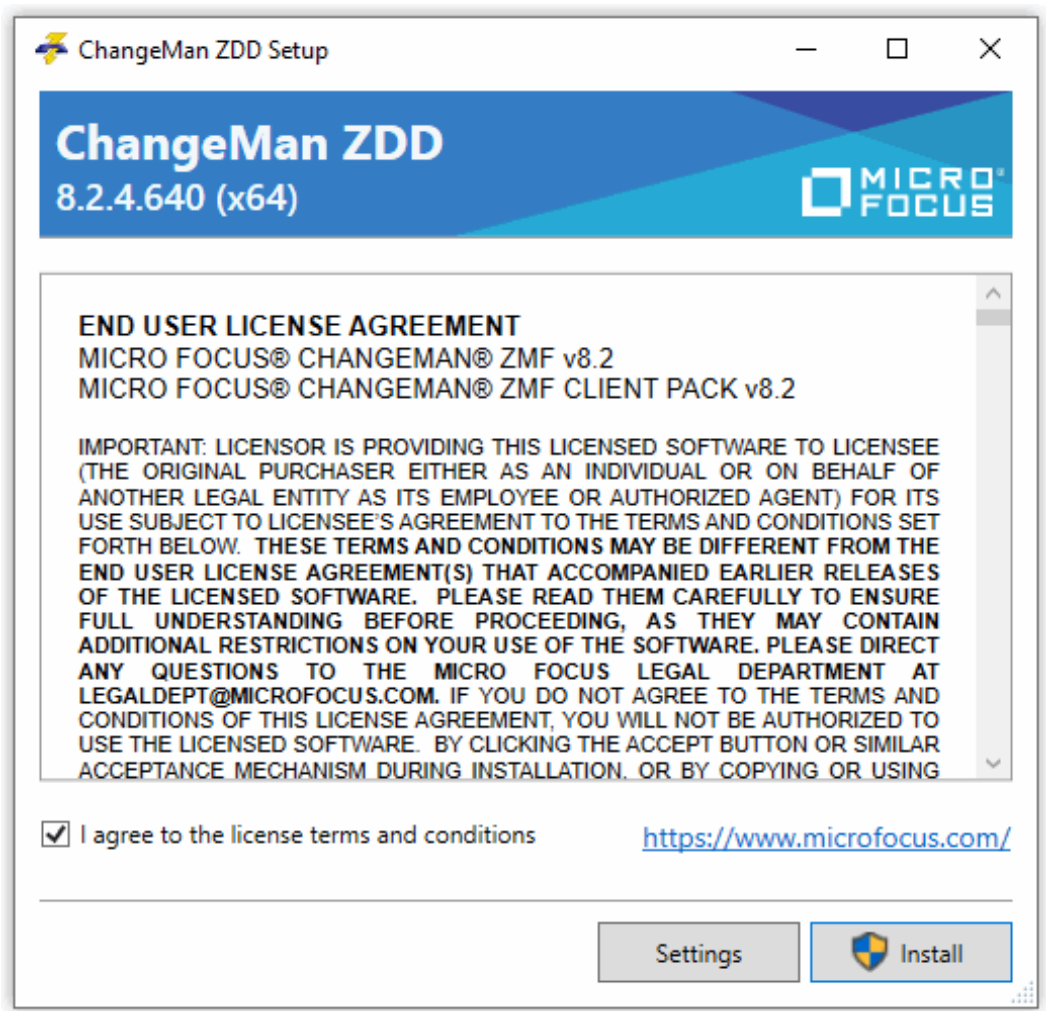 ChangeMan ZDD Setup
ChangeMan ZDD
8.2.4.640 (x64)
MICRO
FOCUS
END USER LICENSE AGREEMENT
MICRO FOCUS® CHANGEMAN® ZMF v8.2
MICRO FOCUS® CHANGEMAN® ZMF CLIENT PACK v8.2
IMPORTANT: LICENSOR IS PROVIDING THIS LICENSED SOFTWARE TO LICENSEE
(THE ORIGINAL PURCHASER EITHER AS AN INDIVIDUAL OR ON BEHALF OF
ANOTHER LEGAL ENTITY AS ITS EMPLOYEE OR AUTHORIZED AGENT) FOR ITS
USE SUBJECT TO LICENSEE'S AGREEMENT TO THE TERMS AND CONDITIONS SET
FORTH BELOW. THESE TERMS AND CONDITIONS MAY BE DIFFERENT FROM THE
END USER LICENSE AGREEMENT(S) THAT ACCOMPANIED EARLIER RELEASES
OF THE LICENSED SOFTWARE. PLEASE READ THEM CAREFULLY TO ENSURE
FULL UNDERSTANDING BEFORE PROCEEDING, AS THEY MAY CONTAIN
ADDITIONAL RESTRICTIONS ON YOUR USE OF THE SOFTWARE. PLEASE DIRECT
ANY QUESTIONS TO THE MICRO FOCUS LEGAL DEPARTMENT AT
LEGALDEPT@MICROFOCUS.COM. IF YOU DO NOT AGREE TO THE TERMS AND
CONDITIONS OF THIS LICENSE AGREEMENT, YOU WILL NOT BE AUTHORIZED TO
USE THE LICENSED SOFTWARE. BY CLICKING THE ACCEPT BUTTON OR SIMILAR
ACCEPTANCE MECHANISM DURING INSTALLATION, OR BY COPYING OR USING
I agree to the license terms and conditions
https://www.microfocus.com/
Settings
Install